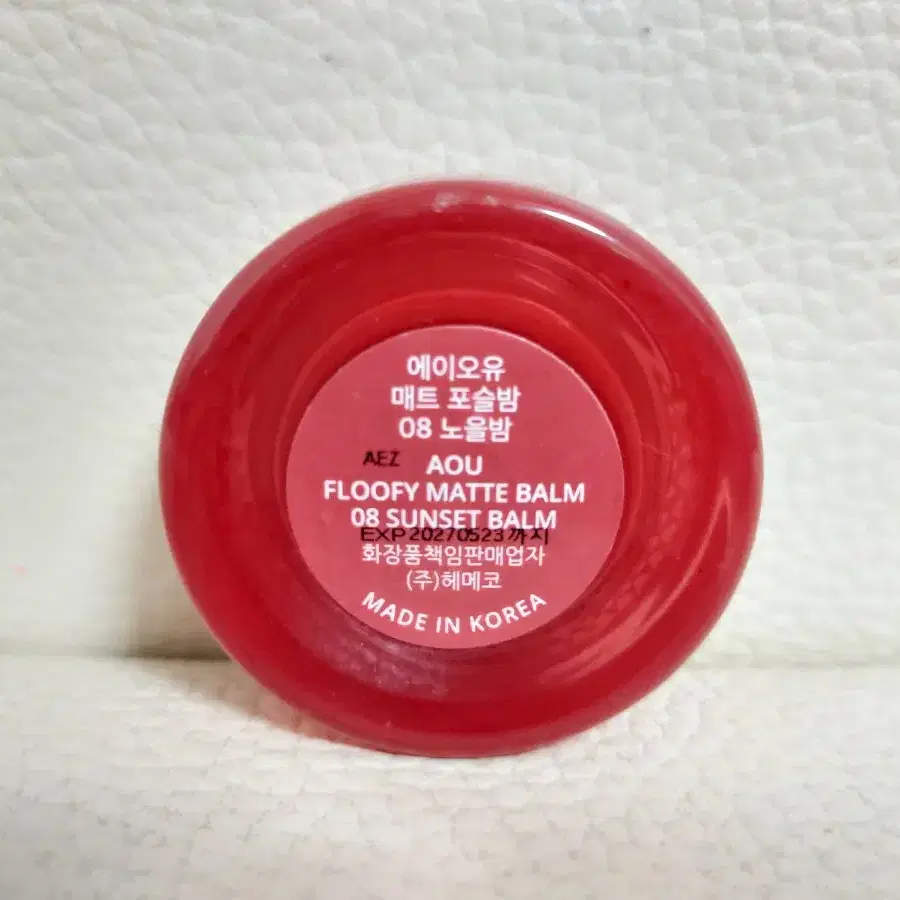 에이오유
매트 포슬밤
08 노을밤
AEZ
AOU
FLOOFY MATTE BALM
08 SUNSET BALM
EXP 20270523까지
화장품책임판매업자
(주)헤메코
MADE IN KOREA